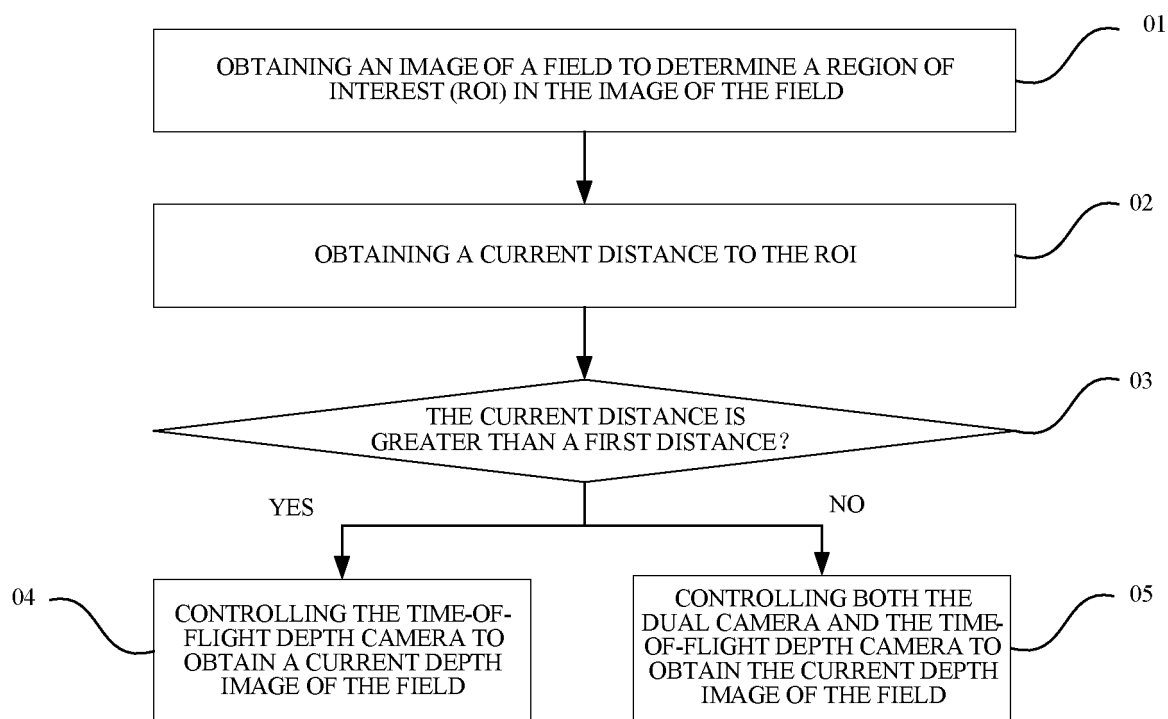 01
OBTAINING AN IMAGE OF A FIELD TO DETERMINE A REGION OF
INTEREST (ROI) IN THE IMAGE OF THE FIELD
02
OBTAINING A CURRENT DISTANCE TO THE ROI
03
THE CURRENT DISTANCE IS
GREATER THAN A FIRST DISTANCE?
YES
NO
04
CONTROLLING THE TIME-OF-
FLIGHT DEPTH CAMERA TO
OBTAIN A CURRENT DEPTH
IMAGE OF THE FIELD
05
CONTROLLING BOTH THE
DUAL CAMERA AND THE TIME-
OF-FLIGHT DEPTH CAMERA TO
OBTAIN THE CURRENT DEPTH
IMAGE OF THE FIELD